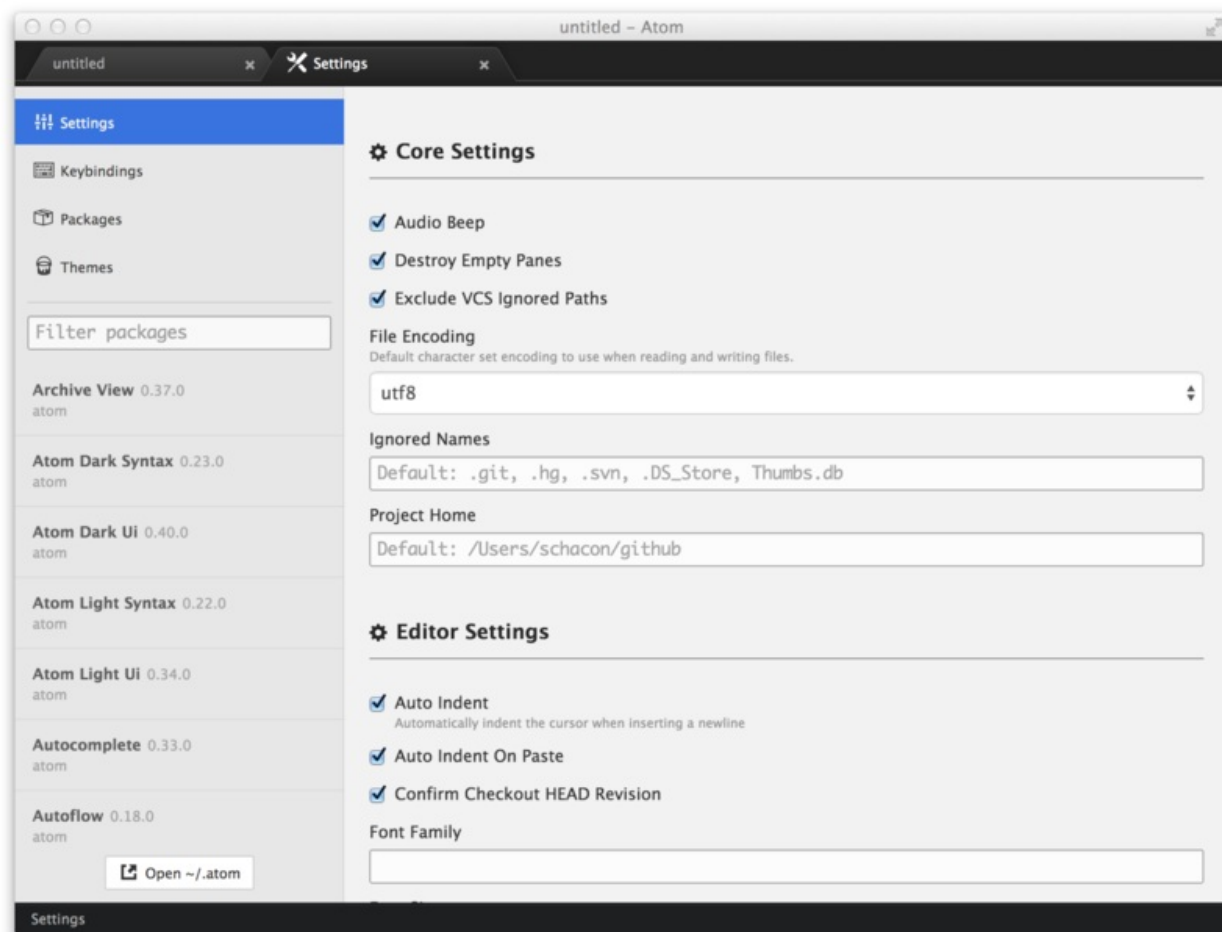 untitled – Atom
untitled
Settings
Settings
Keybindings
Packages
Themes
Filter packages
Archive View 0.37.0
atom
Atom Dark Syntax 0.23.0
atom
Atom Dark Ui 0.40.0
atom
Atom Light Syntax 0.22.0
atom
Atom Light Ui 0.34.0
atom
Autocomplete 0.33.0
atom
Autoflow 0.18.0
atom
Open ~/.atom
Core Settings
Audio Beep
Destroy Empty Panes
Exclude VCS Ignored Paths
File Encoding
Default character set encoding to use when reading and writing files.
utf8
Ignored Names
Default: .git, .hg, .svn, .DS_Store, Thumbs.db
Project Home
Default: /Users/schacon/github
Editor Settings
Auto Indent
Automatically indent the cursor when inserting a newline
Auto Indent On Paste
Confirm Checkout HEAD Revision
Font Family
Settings